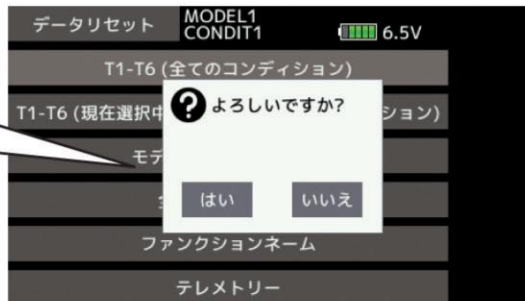 データリセット
MODEL1
CONDIT1
6.5V
T1-T6 (全てのコンディション)
T1-T6 (現在選択中
ション)
よろしいですか?
モデ
はい
いいえ
ファンクションネーム
テレメトリー